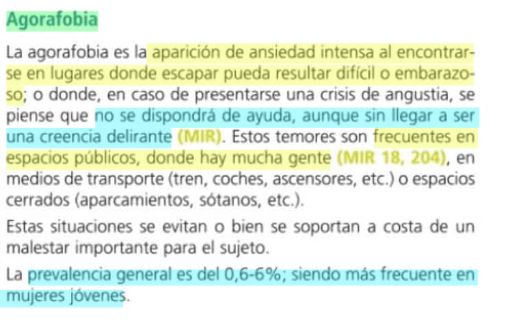 Agorafobia
La agorafobia es la aparición de ansiedad intensa al encontrar-
se en lugares donde escapar pueda resultar difícil o embarazo-
so; o donde, en caso de presentarse una crisis de angustia, se
piense que no se dispondrá de ayuda, aunque sin llegar a ser
una creencia delirante (MIR). Estos temores son frecuentes en
espacios públicos, donde hay mucha gente (MIR 18, 204), en
medios de transporte (tren, coches, ascensores, etc.) o espacios
cerrados (aparcamientos, sótanos, etc.).
Estas situaciones se evitan o bien se soportan a costa de un
malestar importante para el sujeto.
La prevalencia general es del 0,6-6%; siendo más frecuente en
mujeres jóvenes.